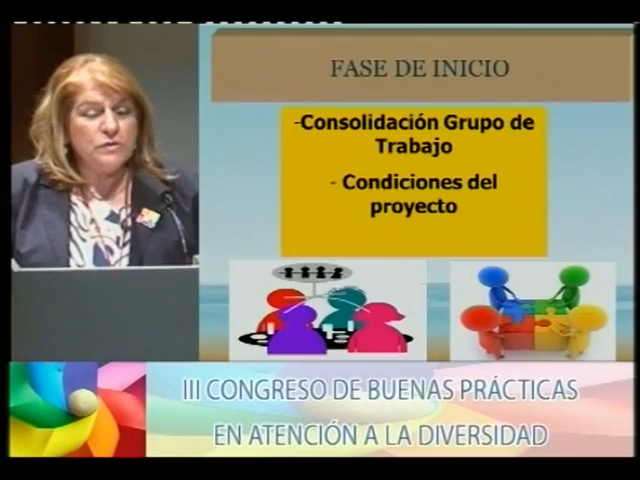 FASE DE INICIO
-Consolidación Grupo de
Trabajo
- Condiciones del
proyecto
III CONGRESO DE BUENAS PRÁCTICAS
EN ATENCIÓN A LA DIVERSIDAD